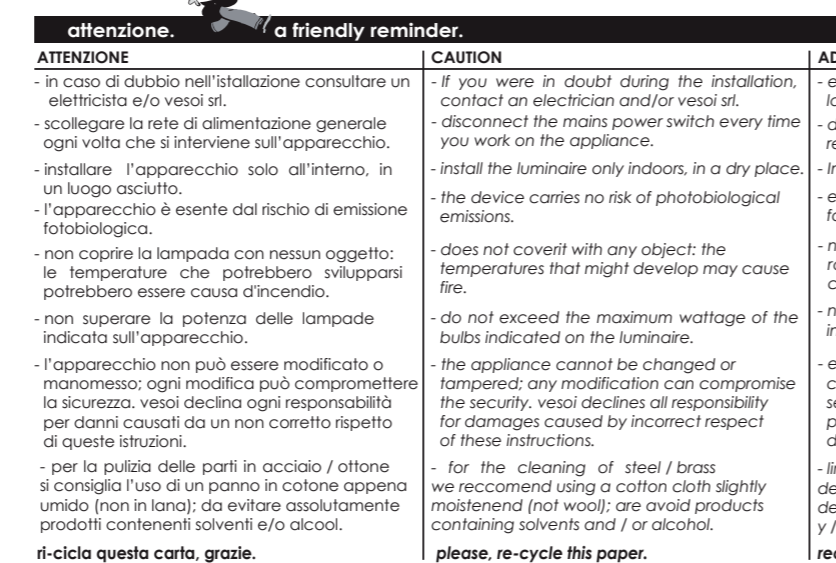 attenzione. a friendly reminder.
ATTENZIONE
- in caso di dubbio nell'istallazione consultare un
elettricista e/o vesoi srl.
- scollegare la rete di alimentazione generale
ogni volta che si interviene sull'apparecchio.
- installare l'apparecchio solo all'interno, in
un luogo asciutto.
- l'apparecchio è esente dal rischio di emissione
fotobiologica.
- non coprire la lampada con nessun oggetto:
le temperature che potrebbero svilupparsi
potrebbero essere causa d'incendio.
- non superare la potenza delle lampade
indicata sull'apparecchio.
- l'apparecchio non può essere modificato o
manomesso; ogni modifica può compromettere
la sicurezza. vesoi declina ogni responsabilità
per danni causati da un non corretto rispetto
di queste istruzioni.
- per la pulizia delle parti in acciaio / ottone
si consiglia l'uso di un panno in cotone appena
umido (non in lana); da evitare assolutamente
prodotti contenenti solventi e/o alcool.
ri-cicla questa carta, grazie.
CAUTION
- If you were in doubt during the installation,
contact an electrician and/or vesoi srl.
- disconnect the mains power switch every time
you work on the appliance.
- install the luminaire only indoors, in a dry place.
- the device carries no risk of photobiological
emissions.
- does not coverit with any object: the
temperatures that might develop may cause
fire.
- do not exceed the maximum wattage of the
bulbs indicated on the luminaire.
- the appliance cannot be changed or
tampered; any modification can compromise
the security. vesoi declines all responsibility
for damages caused by incorrect respect
of these instructions.
- for the cleaning of steel / brass
we reccomend using a cotton cloth slightly
moistenend (not wool); are avoid products
containing solvents and / or alcohol.
please, re-cycle this paper.